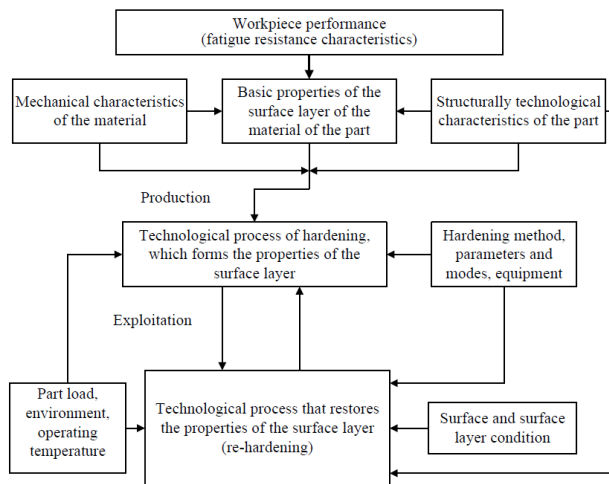 Workpiece performance
(fatigue resistance characteristics)
Mechanical characteristics
of the material
Basic properties of the
surface layer of the
material of the part
Structurally technological
characteristics of the part
Production
Technological process of hardening,
which forms the properties of the
surface layer
Hardening method,
parameters and
modes, equipment
Exploitation
Part load,
environment,
operating
temperature
Technological process that restores
the properties of the surface layer
(re-hardening)
Surface and surface
layer condition